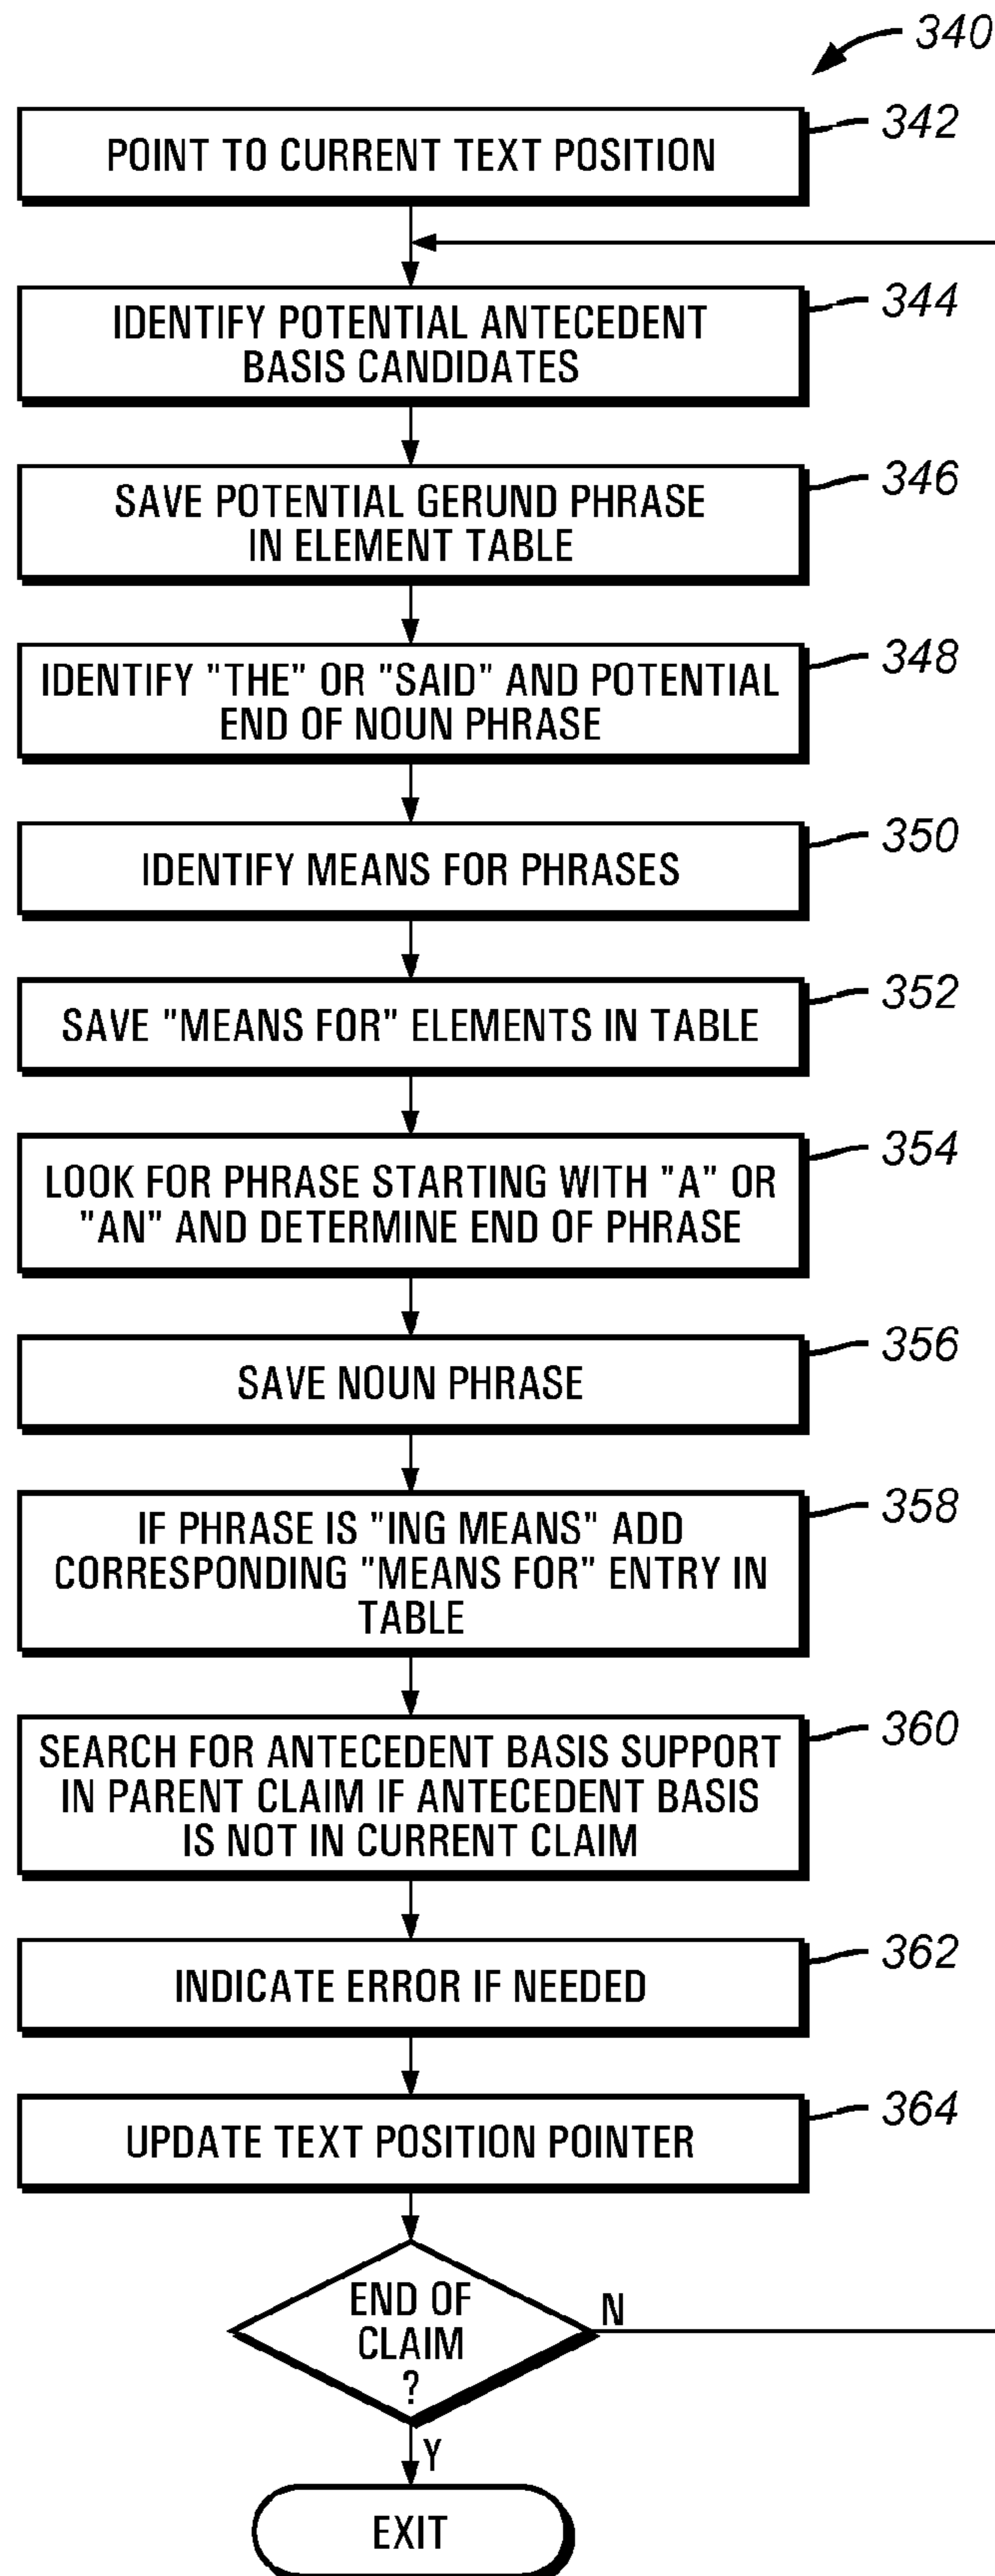 340
POINT TO CURRENT TEXT POSITION
342
IDENTIFY POTENTIAL ANTECEDENT
BASIS CANDIDATES
344
SAVE POTENTIAL GERUND PHRASE
IN ELEMENT TABLE
346
IDENTIFY "THE" OR "SAID" AND POTENTIAL
END OF NOUN PHRASE
348
IDENTIFY MEANS FOR PHRASES
350
SAVE "MEANS FOR" ELEMENTS IN TABLE
352
LOOK FOR PHRASE STARTING WITH "A" OR
"AN" AND DETERMINE END OF PHRASE
354
SAVE NOUN PHRASE
356
IF PHRASE IS "ING MEANS" ADD
CORRESPONDING "MEANS FOR" ENTRY IN
TABLE
358
SEARCH FOR ANTECEDENT BASIS SUPPORT
IN PARENT CLAIM IF ANTECEDENT BASIS
IS NOT IN CURRENT CLAIM
360
INDICATE ERROR IF NEEDED
362
UPDATE TEXT POSITION POINTER
364
END OF
CLAIM
?
N
Y
EXIT